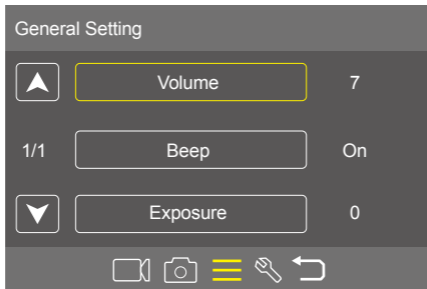 General Setting
Volume 7
1/1 Beep On
Exposure 0